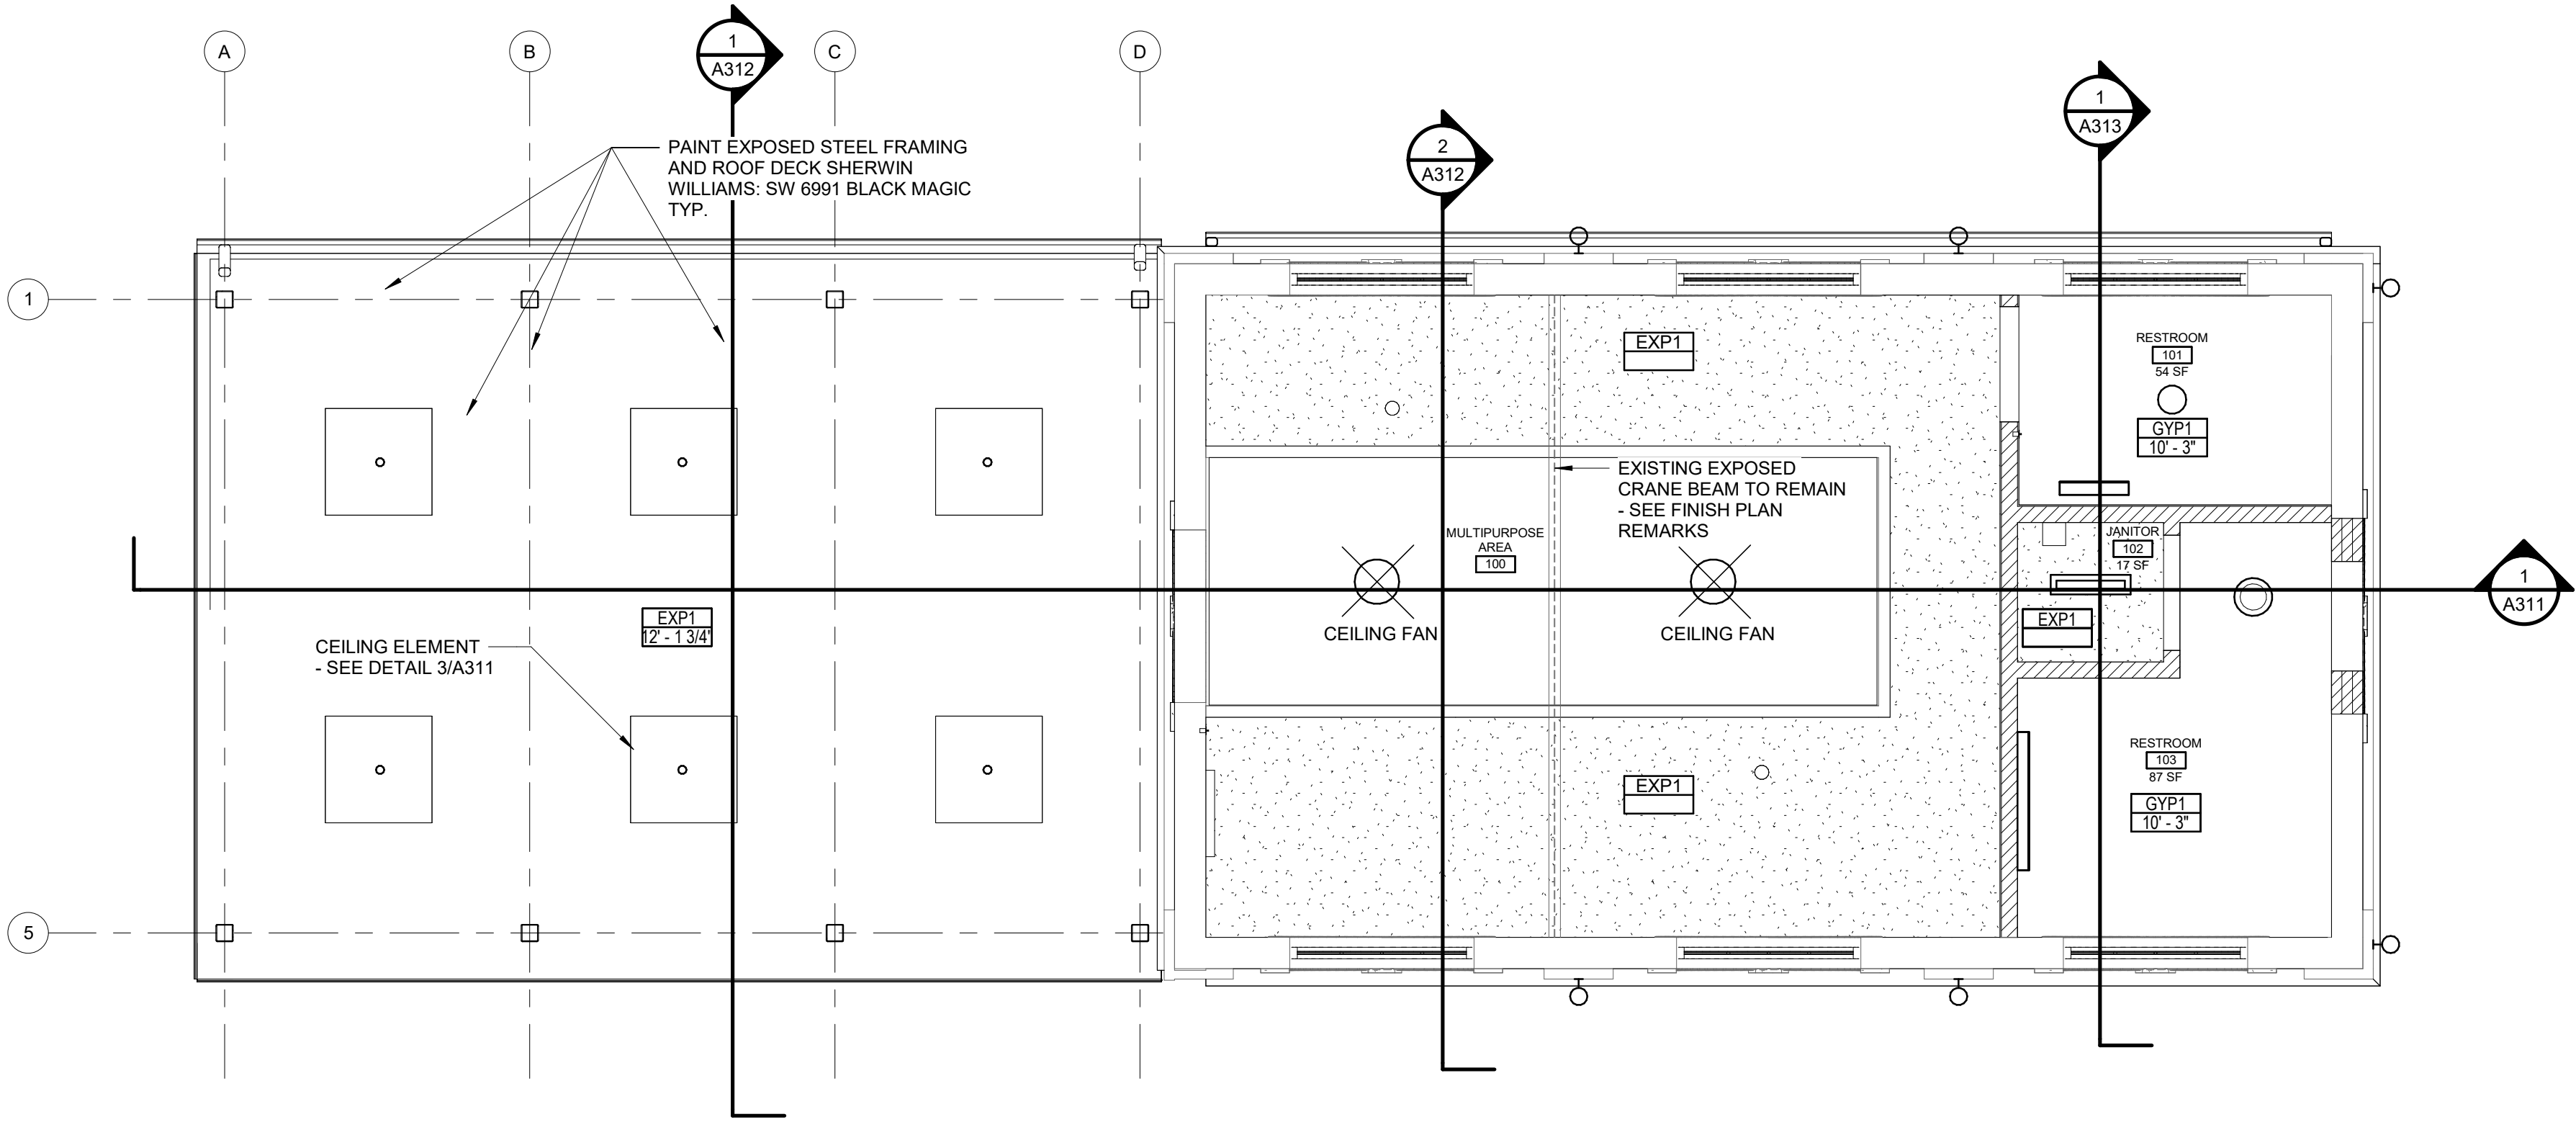 A
B
1
A312
C
D
1
A313
2
A312
PAINT EXPOSED STEEL FRAMING
AND ROOF DECK SHERWIN
WILLIAMS: SW 6991 BLACK MAGIC
TYP.
1
EXP1
RESTROOM
101
54 SF
GYP1
10' - 3"
EXISTING EXPOSED
CRANE BEAM TO REMAIN
- SEE FINISH PLAN
REMARKS
MULTIPURPOSE
AREA
100
JANITOR
102
17 SF
EXP1
1
A311
CEILING FAN
CEILING FAN
EXP1
12' - 1 3/4"
CEILING ELEMENT
- SEE DETAIL 3/A311
EXP1
RESTROOM
103
87 SF
GYP1
10' - 3"
5